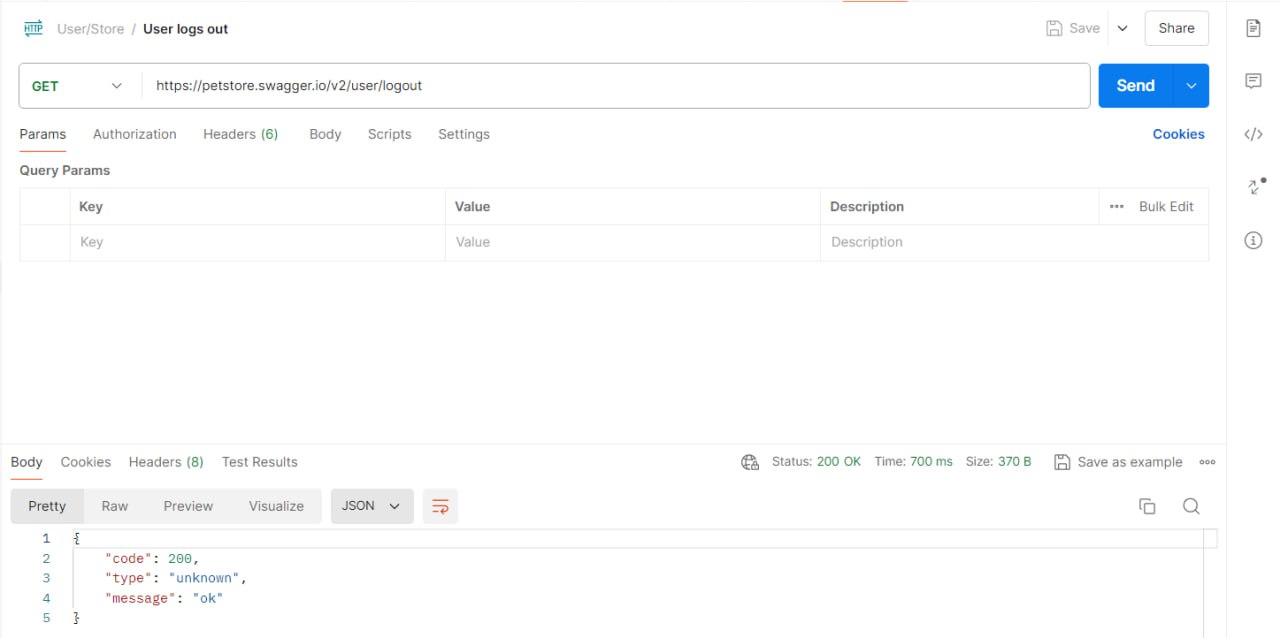 HTTP User/Store / User logs out Save Share
GET https://petstore.swagger.io/v2/user/logout Send
Params Authorization Headers (6) Body Scripts Settings Cookies
Query Params
Key Value Description ••• Bulk Edit
Key Value Description
Body Cookies Headers (8) Test Results Status: 200 OK Time: 700 ms Size: 370 B Save as example
Pretty Raw Preview Visualize JSON
1 {
2 "code": 200,
3 "type": "unknown",
4 "message": "ok"
5 }